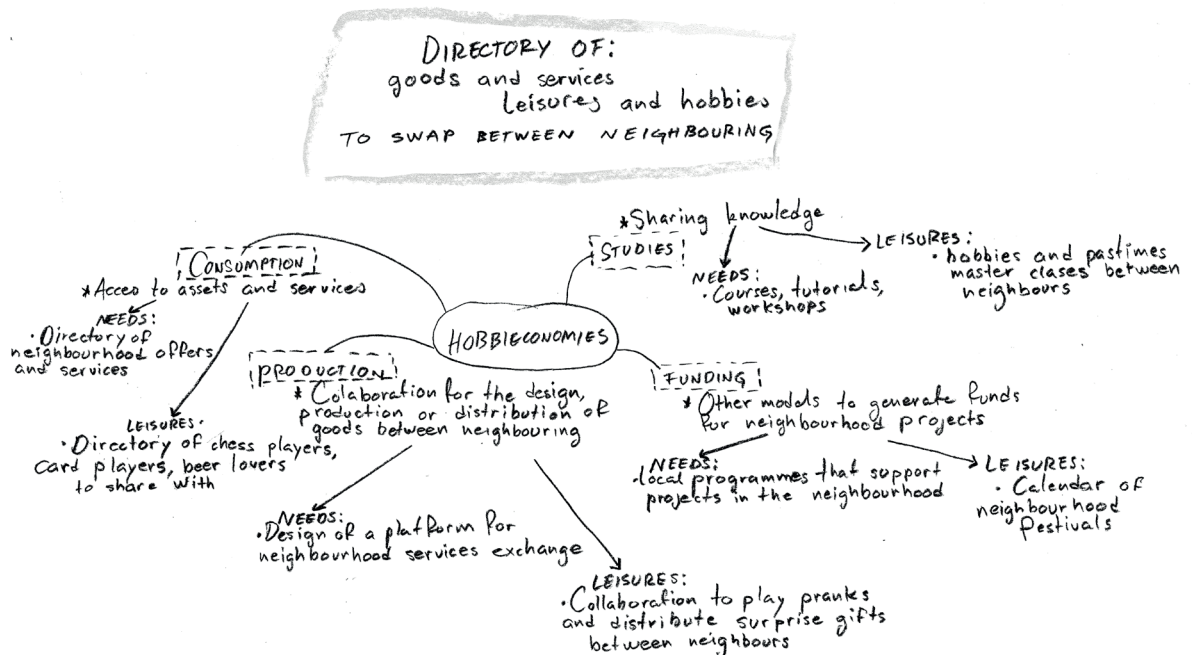 DIRECTORY OF:
goods and services
Leisures and hobbies
TO SWAP BETWEEN NEIGHBOURING
HOBBIECONOMIES
CONSUMPTION
*Acces to assets and services
NEEDS:
·Directory of
neighbourhood offers
and services
LEISURES·
·Directory of chess players,
card players, beer lovers
to share with
PRODUCTION
* Colaboration for the design,
production or distribution of
goods between neighbouring
NEEDS:
·Design of a platform for
neighbourhood services exchange
LEISURES:
·Collaboration to play pranks
and distribute surprise gifts
between neighbours
*Sharing knowledge
STUDIES
NEEDS:
·Courses, tutorials,
workshops
LEISURES:
·hobbies and pastimes
master clases between
neighbours
FUNDING
* Other models to generate funds
for neighbourhood projects
NEEDS:
·local programmes that support
projects in the neighbourhood
LEISURES:
· Calendar of
neighbourhood
festivals